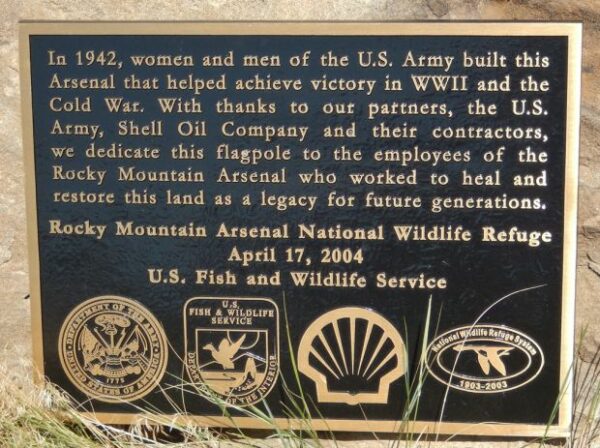 In 1942, women and men of the U.S. Army built this
Arsenal that helped achieve victory in WWII and the
Cold War. With thanks to our partners, the U.S.
Army, Shell Oil Company and their contractors,
we dedicate this flagpole to the employees of the
Rocky Mountain Arsenal who worked to heal and
restore this land as a legacy for future generations.
Rocky Mountain Arsenal National Wildlife Refuge
April 17, 2004
U.S. Fish and Wildlife Service
DEPARTMENT OF THE ARMY
UNITED STATES OF AMERICA
1775
U.S.
FISH & WILDLIFE
SERVICE
DEPARTMENT OF THE INTERIOR
National Wildlife Refuge System
1903-2003